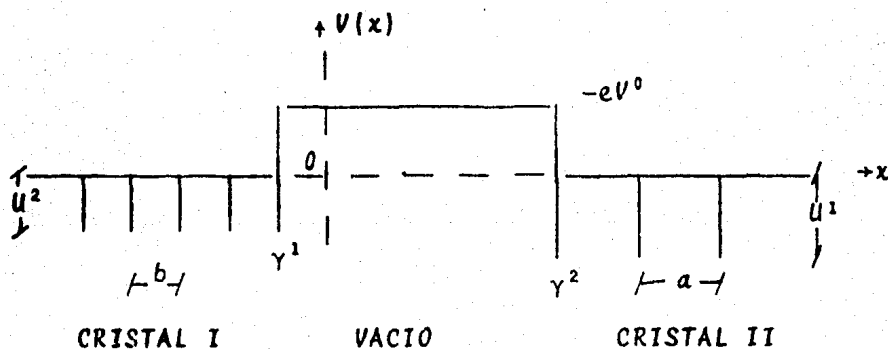 V(x)
-eV⁰
0
→x
U²
U¹
γ¹
γ²
b
a
CRISTAL I VACIO CRISTAL II